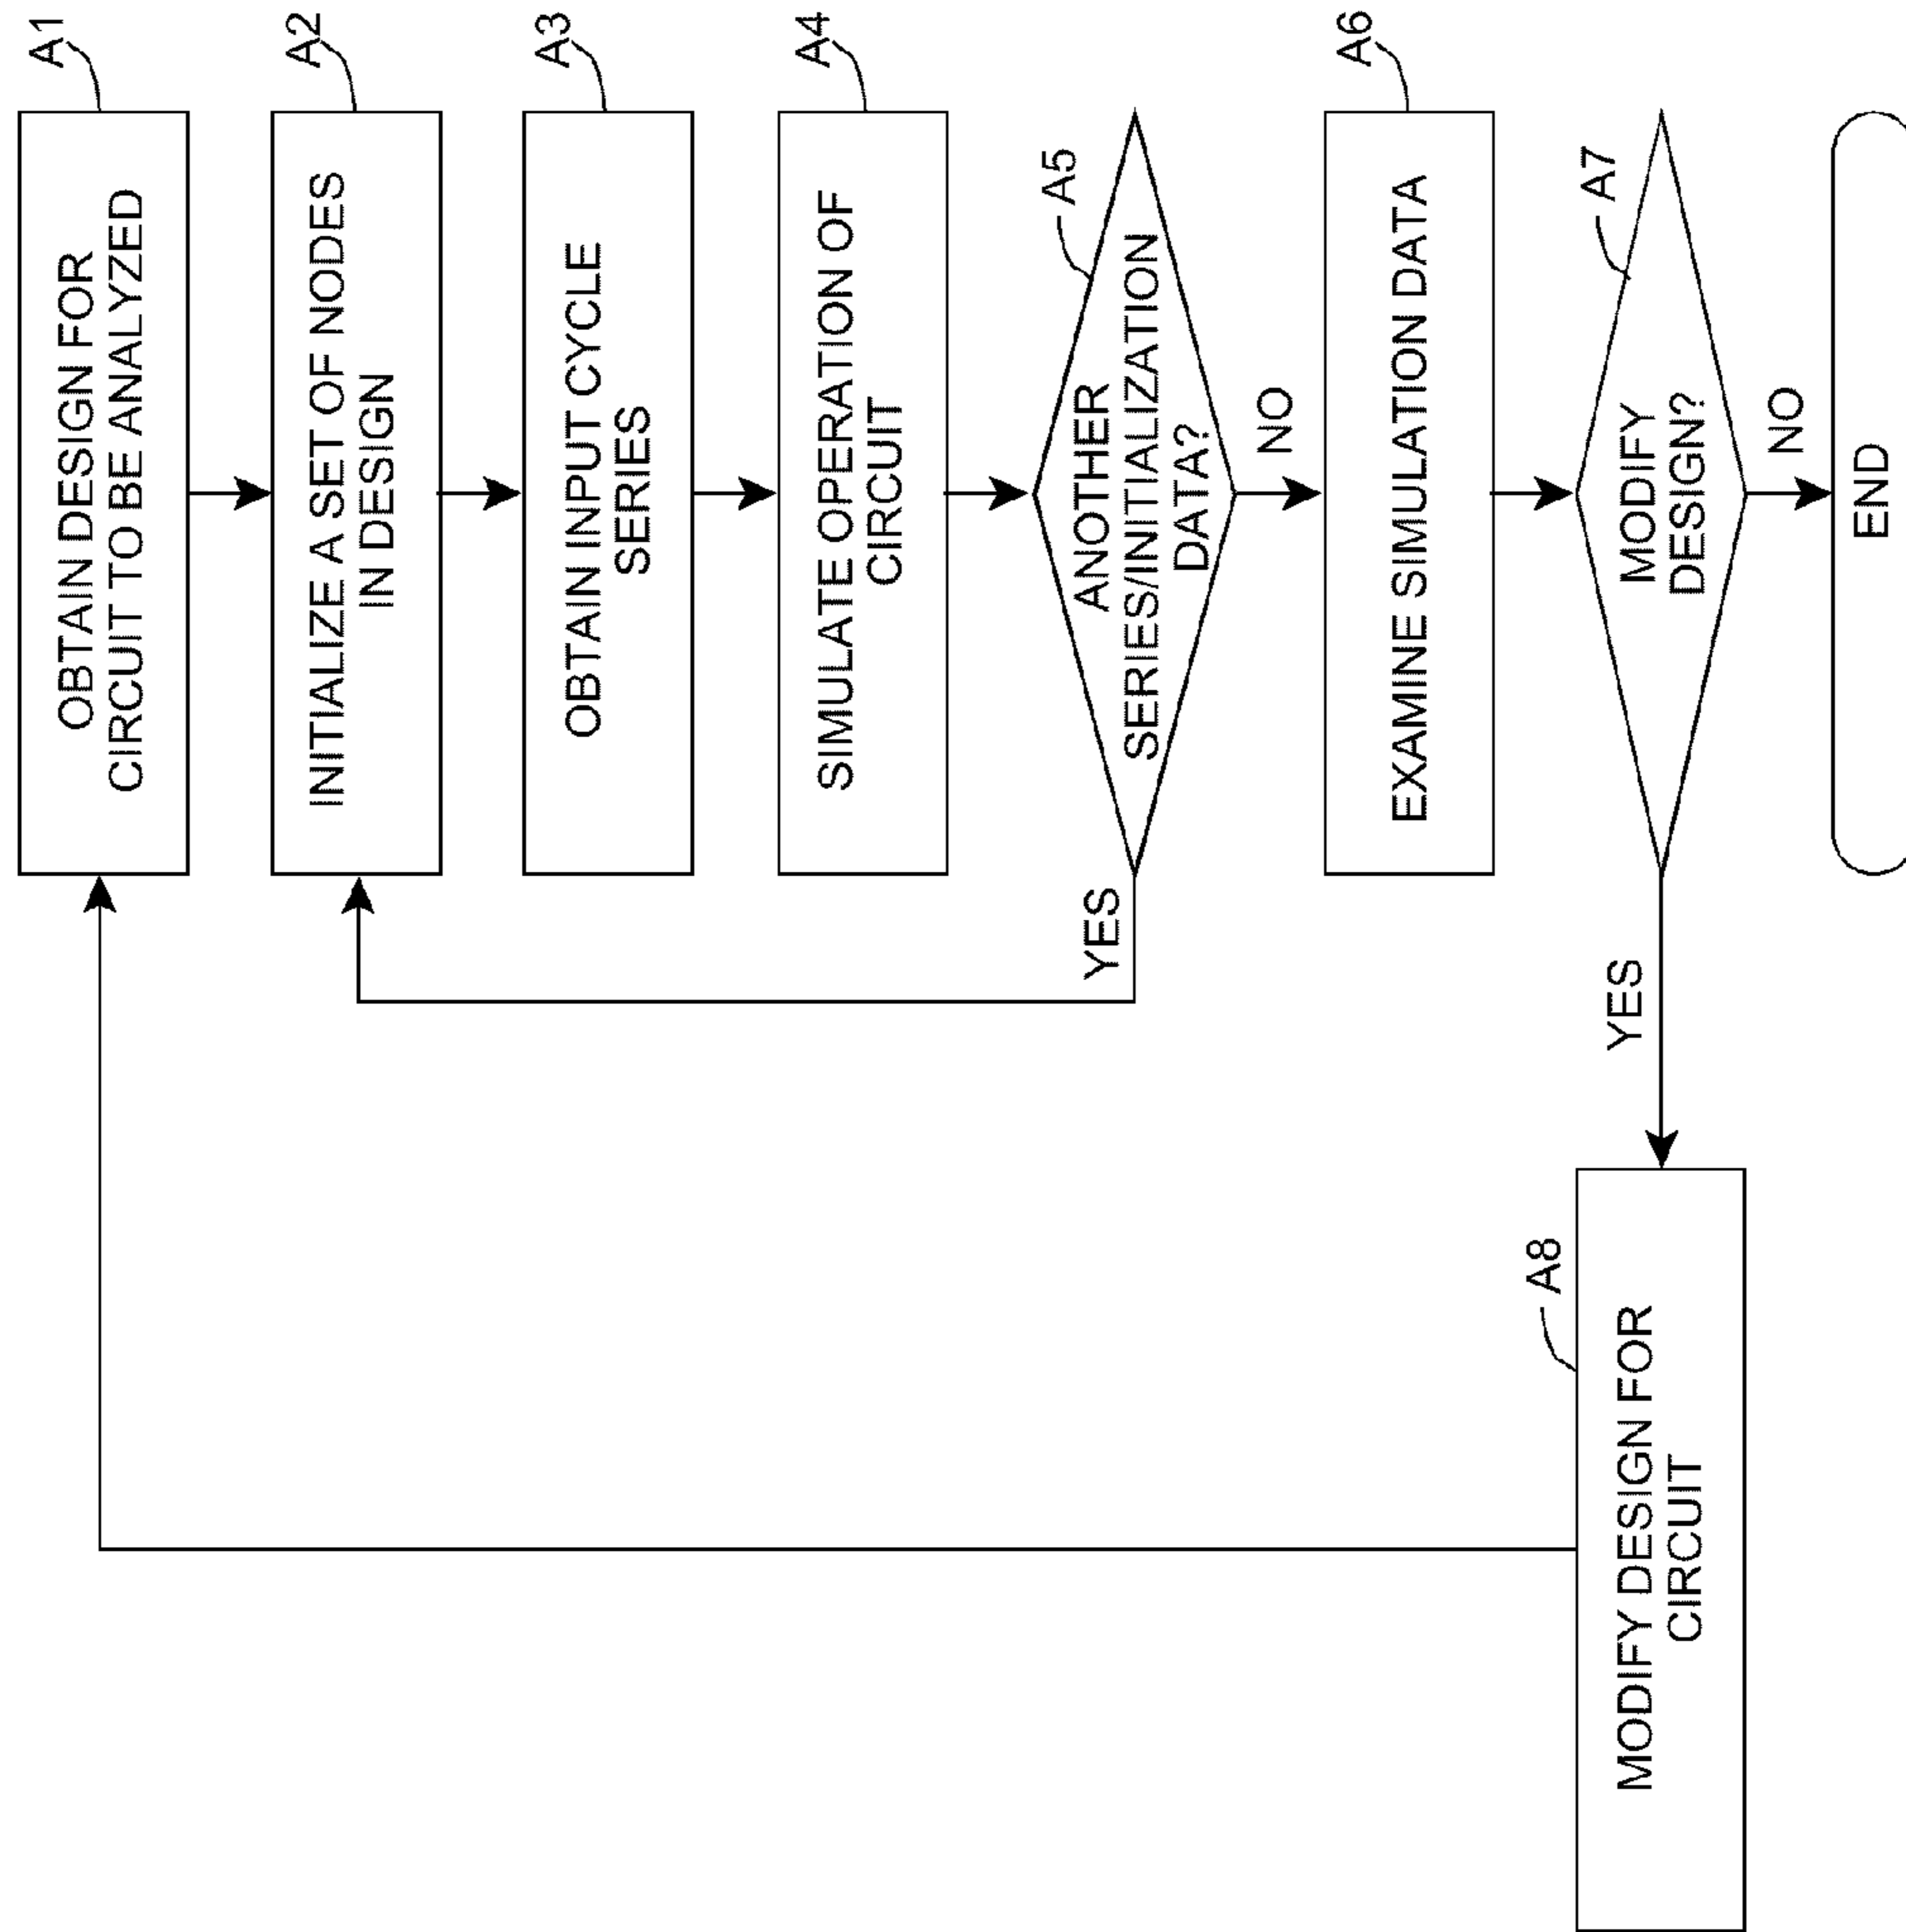 A1
OBTAIN DESIGN FOR
CIRCUIT TO BE ANALYZED
A2
INITIALIZE A SET OF NODES
IN DESIGN
A3
OBTAIN INPUT CYCLE
SERIES
A4
SIMULATE OPERATION OF
CIRCUIT
A5
ANOTHER
SERIES/INITIALIZATION
DATA?
YES
NO
A6
EXAMINE SIMULATION DATA
A7
MODIFY
DESIGN?
YES
NO
A8
MODIFY DESIGN FOR
CIRCUIT
END